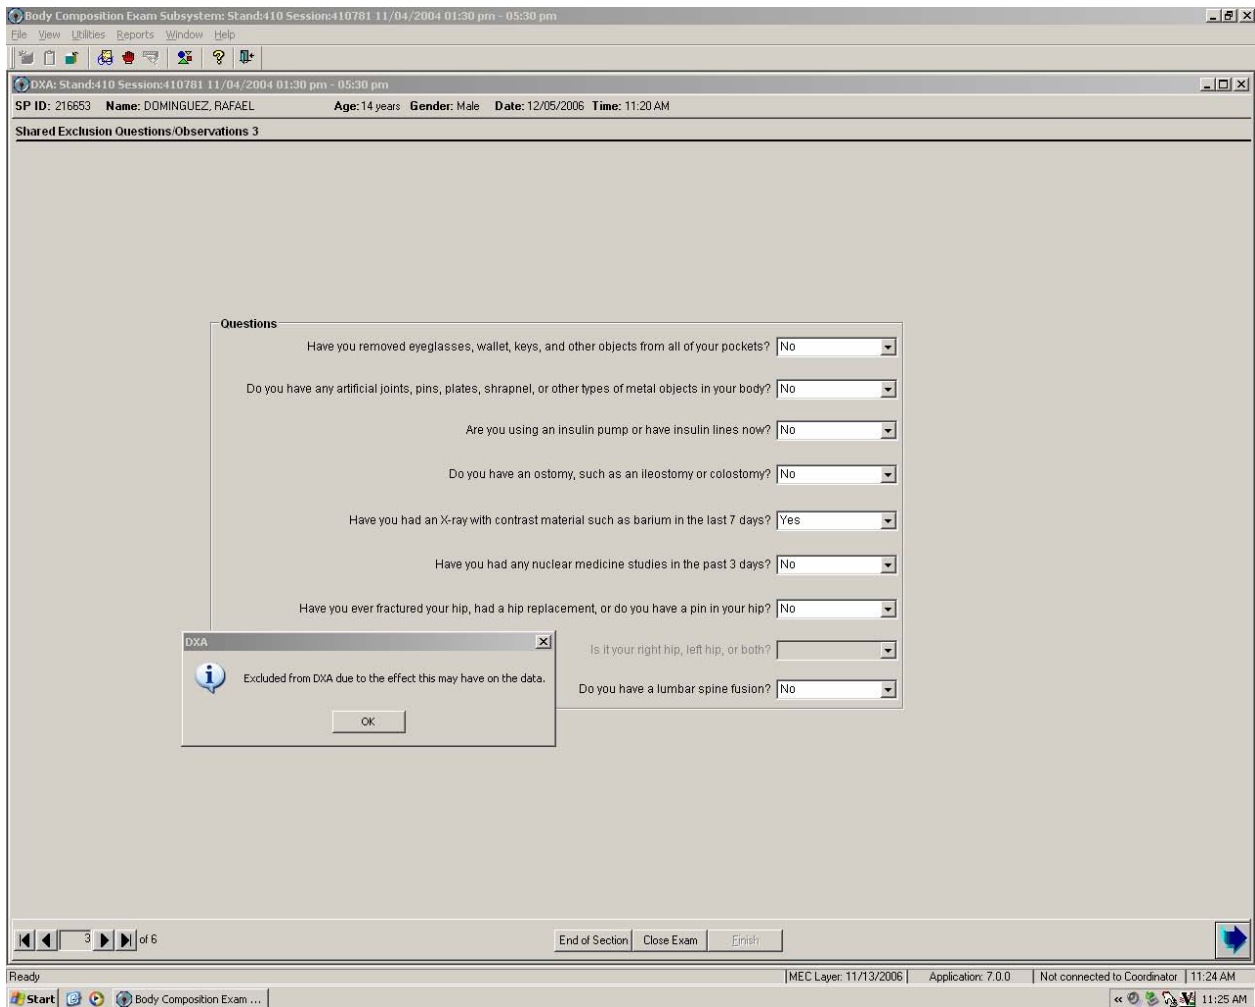 Body Composition Exam Subsystem: Stand:410 Session:410781 11/04/2004 01:30 pm - 05:30 pm
File View Utilities Reports Window Help
DXA: Stand:410 Session:410781 11/04/2004 01:30 pm - 05:30 pm
SP ID: 216653 Name: DOMINGUEZ, RAFAEL Age: 14 years Gender: Male Date: 12/05/2006 Time: 11:20 AM
Shared Exclusion Questions/Observations 3
Questions
Have you removed eyeglasses, wallet, keys, and other objects from all of your pockets? No
Do you have any artificial joints, pins, plates, shrapnel, or other types of metal objects in your body? No
Are you using an insulin pump or have insulin lines now? No
Do you have an ostomy, such as an ileostomy or colostomy? No
Have you had an X-ray with contrast material such as barium in the last 7 days? Yes
Have you had any nuclear medicine studies in the past 3 days? No
Have you ever fractured your hip, had a hip replacement, or do you have a pin in your hip? No
Is it your right hip, left hip, or both?
Do you have a lumbar spine fusion? No
DXA
Excluded from DXA due to the effect this may have on the data.
OK
3 of 6
End of Section Close Exam Finish
Ready MEC Layer: 11/13/2006 Application: 7.0.0 Not connected to Coordinator 11:24 AM
Start Body Composition Exam ... « 11:25 AM